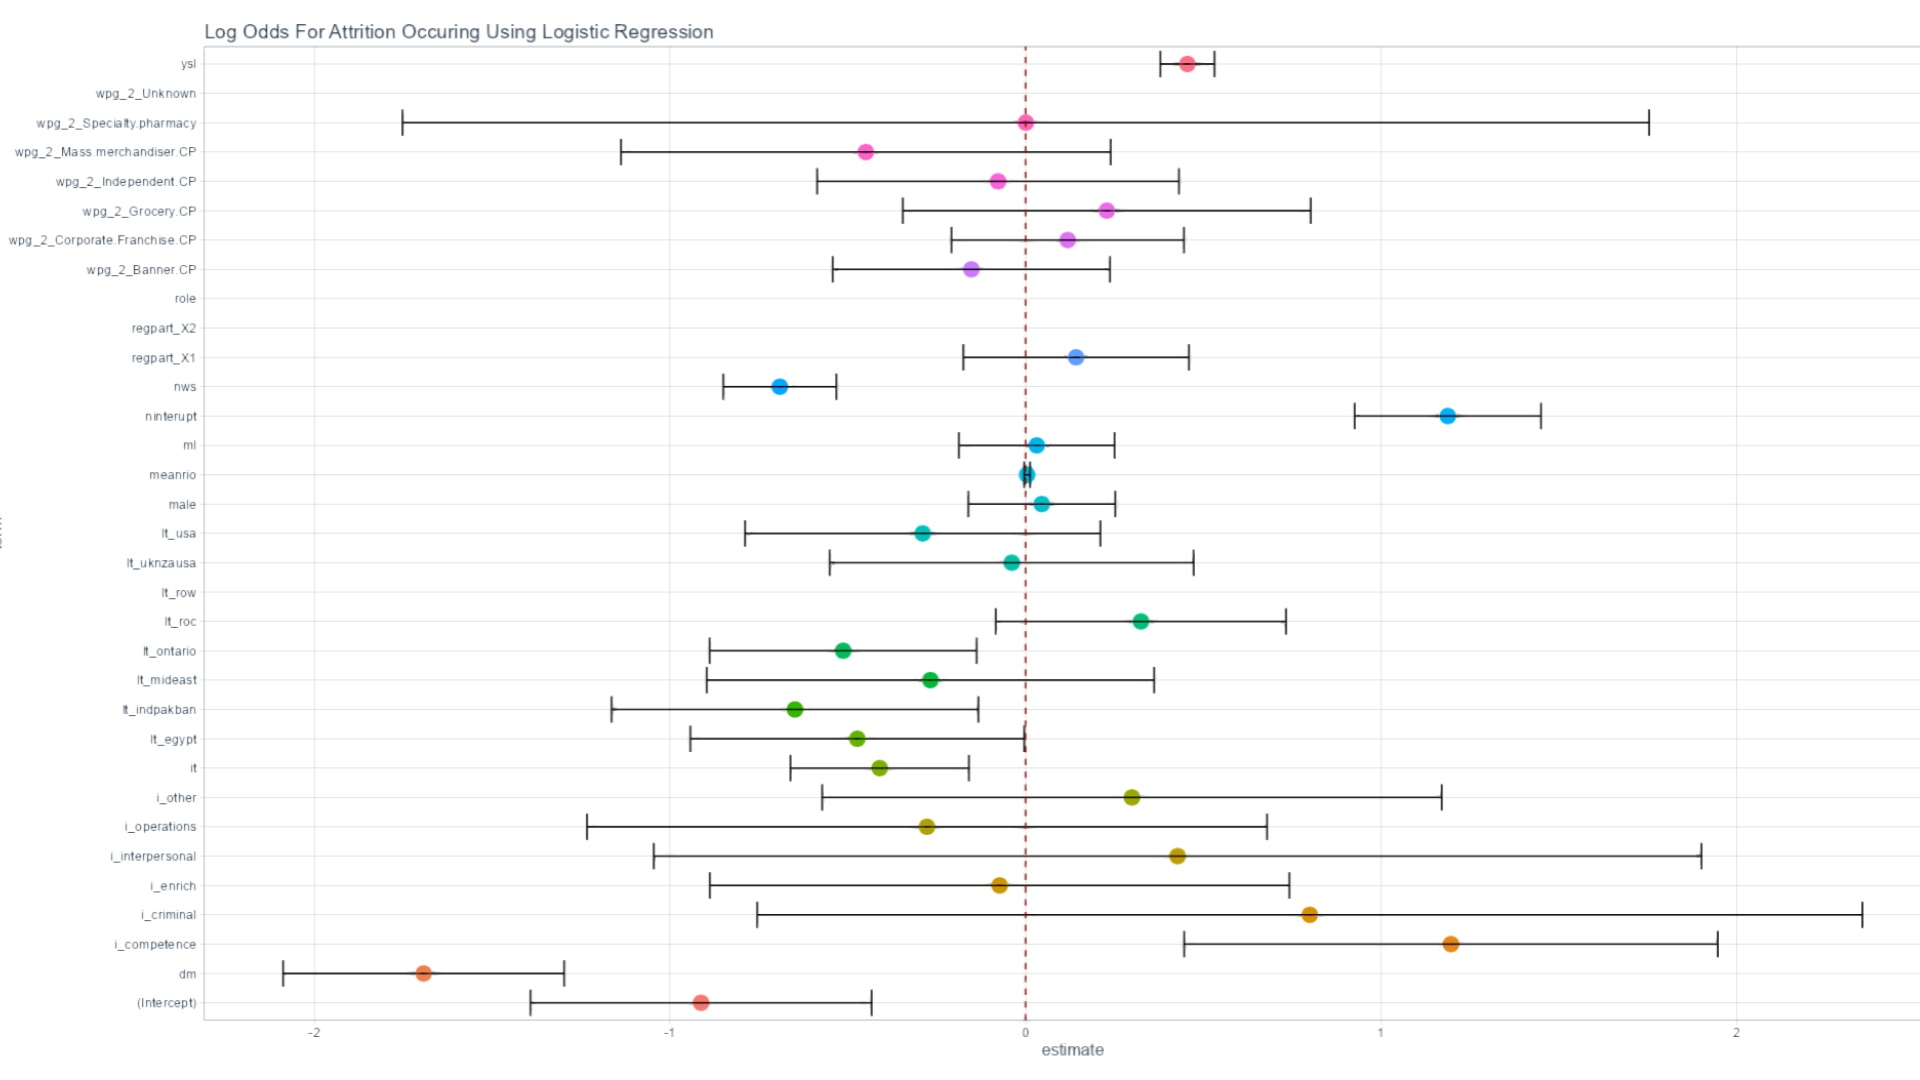 Log Odds For Attrition Occuring Using Logistic Regression
ysl
wpg_2_Unknown
wpg_2_Specialty.pharmacy
wpg_2_Mass.merchandiser.CP
wpg_2_Independent.CP
wpg_2_Grocery.CP
wpg_2_Corporate.Franchise.CP
wpg_2_Banner.CP
role
regpart_X2
regpart_X1
nws
ninterupt
ml
meanrio
male
lt_usa
lt_uknzausa
lt_row
lt_roc
lt_ontario
lt_mideast
lt_indpakban
lt_egypt
it
i_other
i_operations
i_interpersonal
i_enrich
i_criminal
i_competence
dm
(Intercept)
-2 -1 0 1 2
estimate